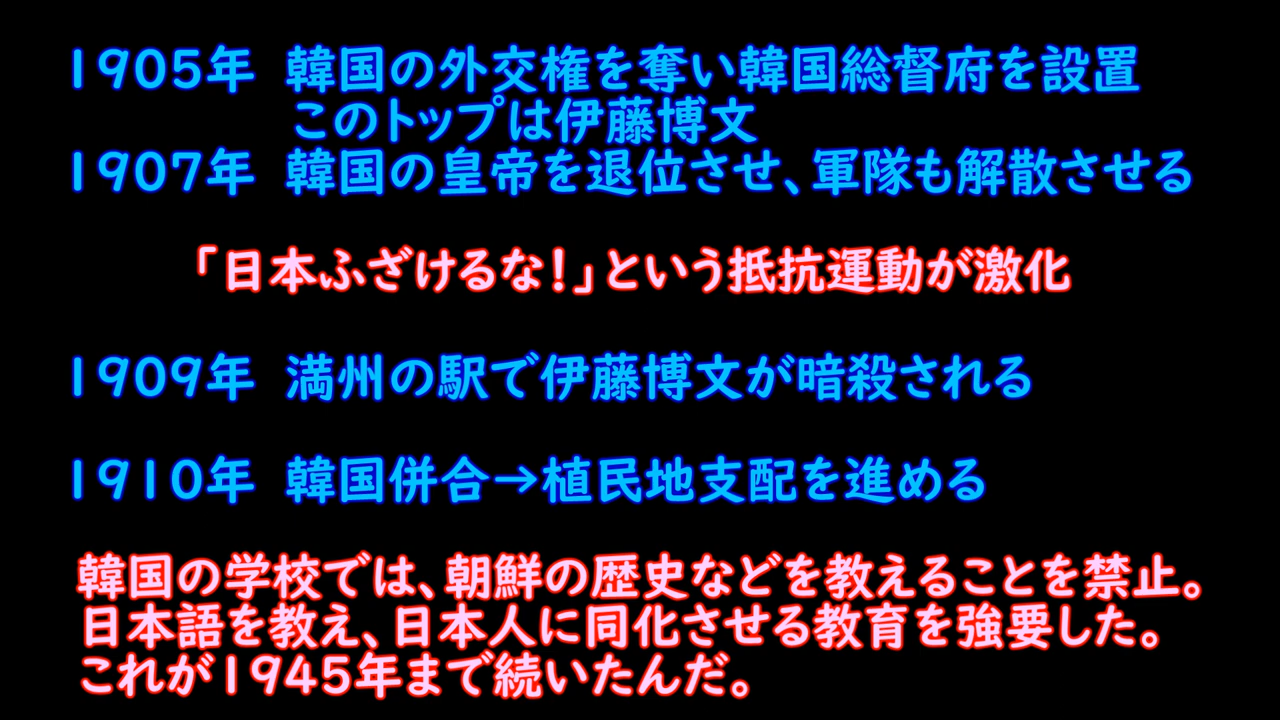 1905年 韓国の外交権を奪い韓国総督府を設置
このトップは伊藤博文
1907年 韓国の皇帝を退位させ、軍隊も解散させる
「日本ふざけるな!」という抵抗運動が激化
1909年 満州の駅で伊藤博文が暗殺される
1910年 韓国併合→植民地支配を進める
韓国の学校では、朝鮮の歴史などを教えることを禁止。
日本語を教え、日本人に同化させる教育を強要した。
これが1945年まで続いたんだ。